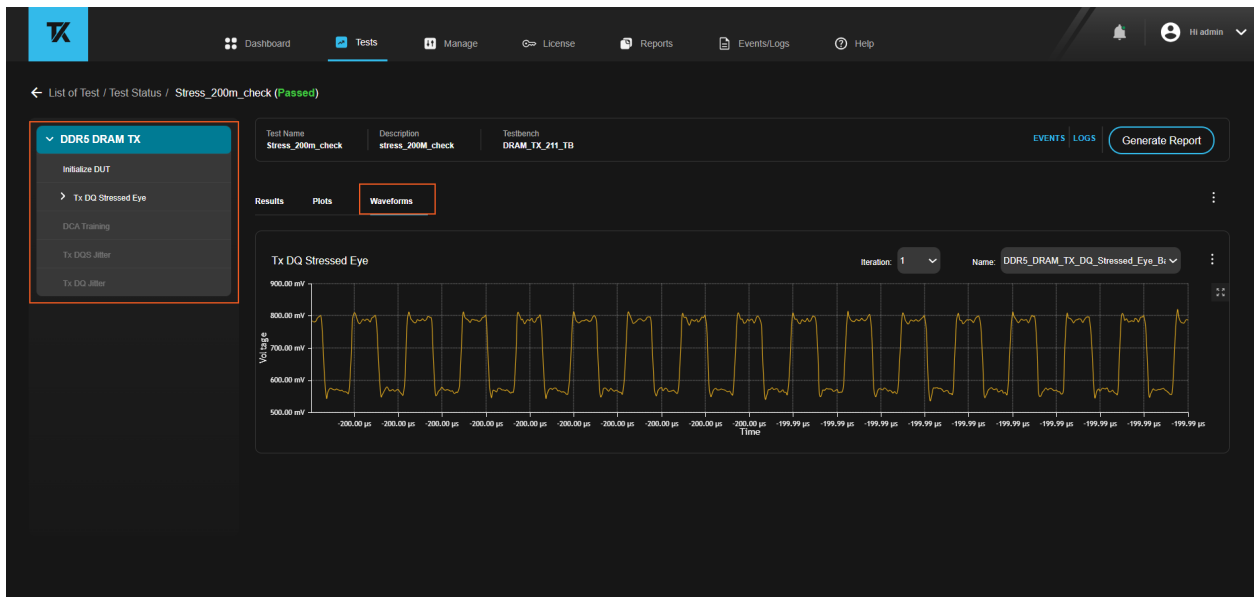 TK
Dashboard Tests Manage License Reports Events/Logs Help Hi admin
List of Test / Test Status / Stress_200m_check (Passed)
DDR5 DRAM TX
Initialize DUT
Tx DQ Stressed Eye
DCA Training
Tx DQS Jitter
Tx DQ Jitter
Test Name Description Testbench
Stress_200m_check stress_200M_check DRAM_TX_211_TB
EVENTS LOGS Generate Report
Results Plots Waveforms
Tx DQ Stressed Eye Iteration: 1 Name: DDR5_DRAM_TX_DQ_Stressed_Eye_Ba
900.00 mV
800.00 mV
700.00 mV
600.00 mV
500.00 mV
Voltage
-200.00 µs -200.00 µs -200.00 µs -200.00 µs -200.00 µs -200.00 µs -200.00 µs -200.00 µs -200.00 µs -200.00 µs -199.99 µs -199.99 µs -199.99 µs -199.99 µs -199.99 µs -199.99 µs -199.99 µs -199.99 µs -199.99 µs -199.99 µs
Time